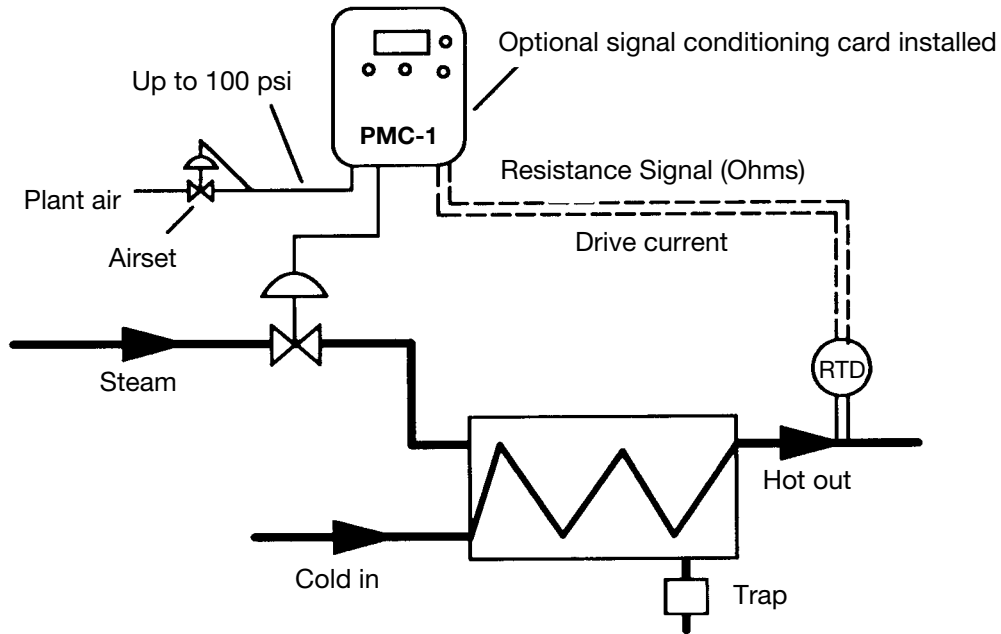 Optional signal conditioning card installed
Up to 100 psi
PMC-1
Resistance Signal (Ohms)
Plant air
Airset
Drive current
Steam
RTD
Hot out
Cold in
Trap